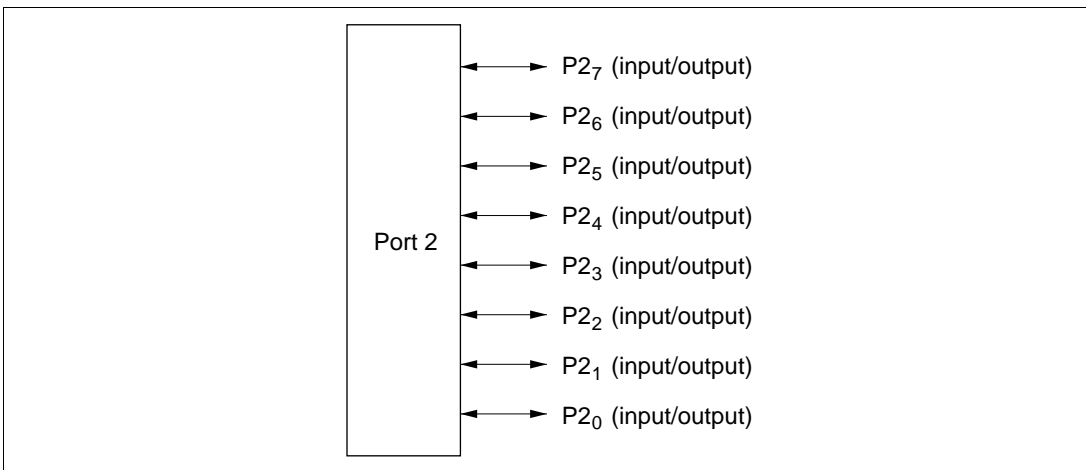 P2₇ (input/output)
P2₆ (input/output)
P2₅ (input/output)
P2₄ (input/output)
Port 2
P2₃ (input/output)
P2₂ (input/output)
P2₁ (input/output)
P2₀ (input/output)